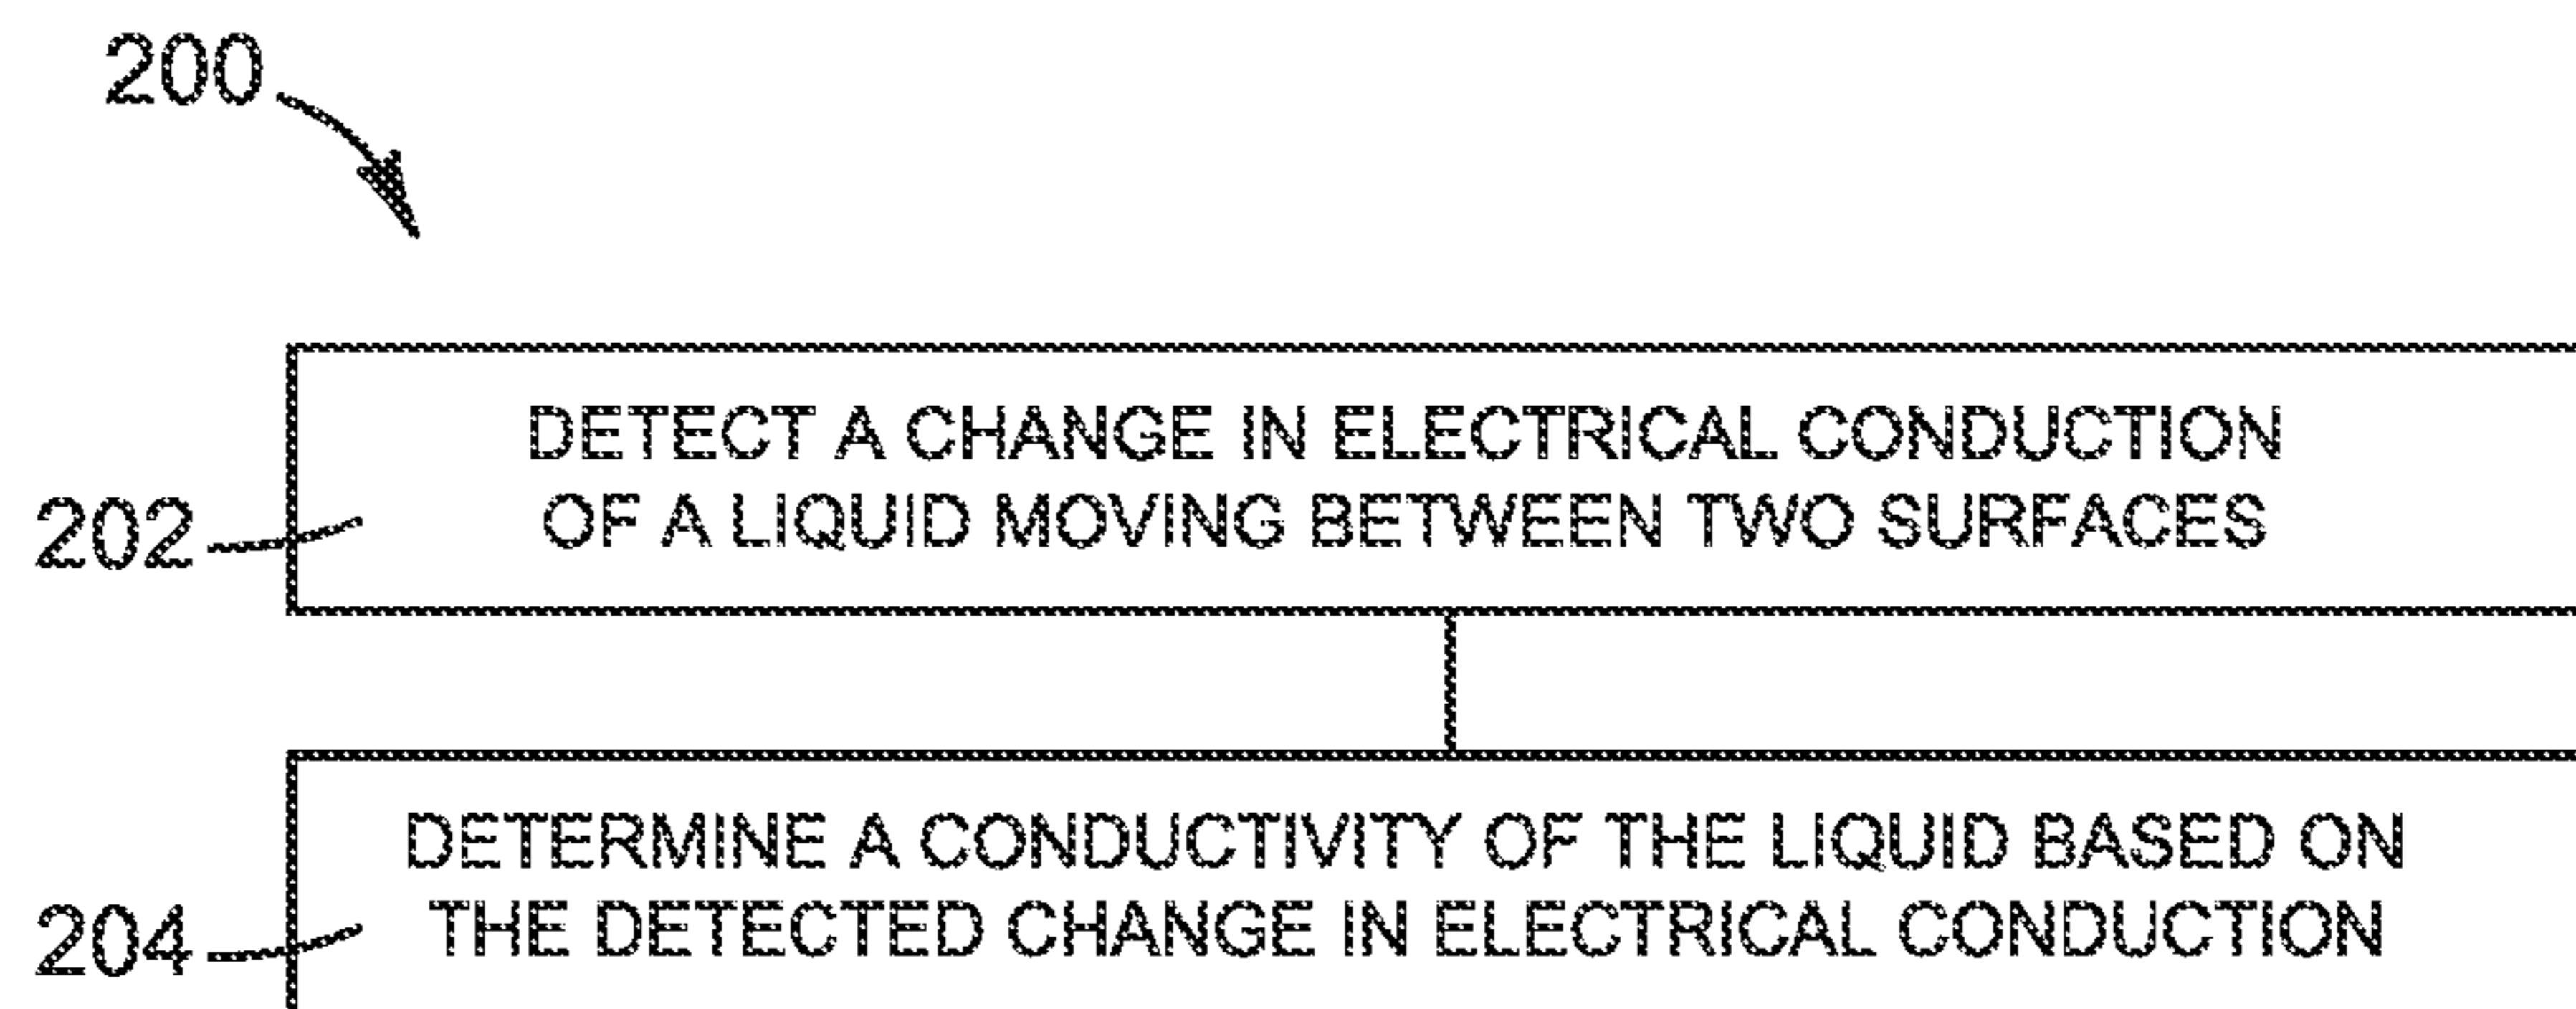 200
DETECT A CHANGE IN ELECTRICAL CONDUCTION
202
OF A LIQUID MOVING BETWEEN TWO SURFACES
DETERMINE A CONDUCTIVITY OF THE LIQUID BASED ON
204
THE DETECTED CHANGE IN ELECTRICAL CONDUCTION